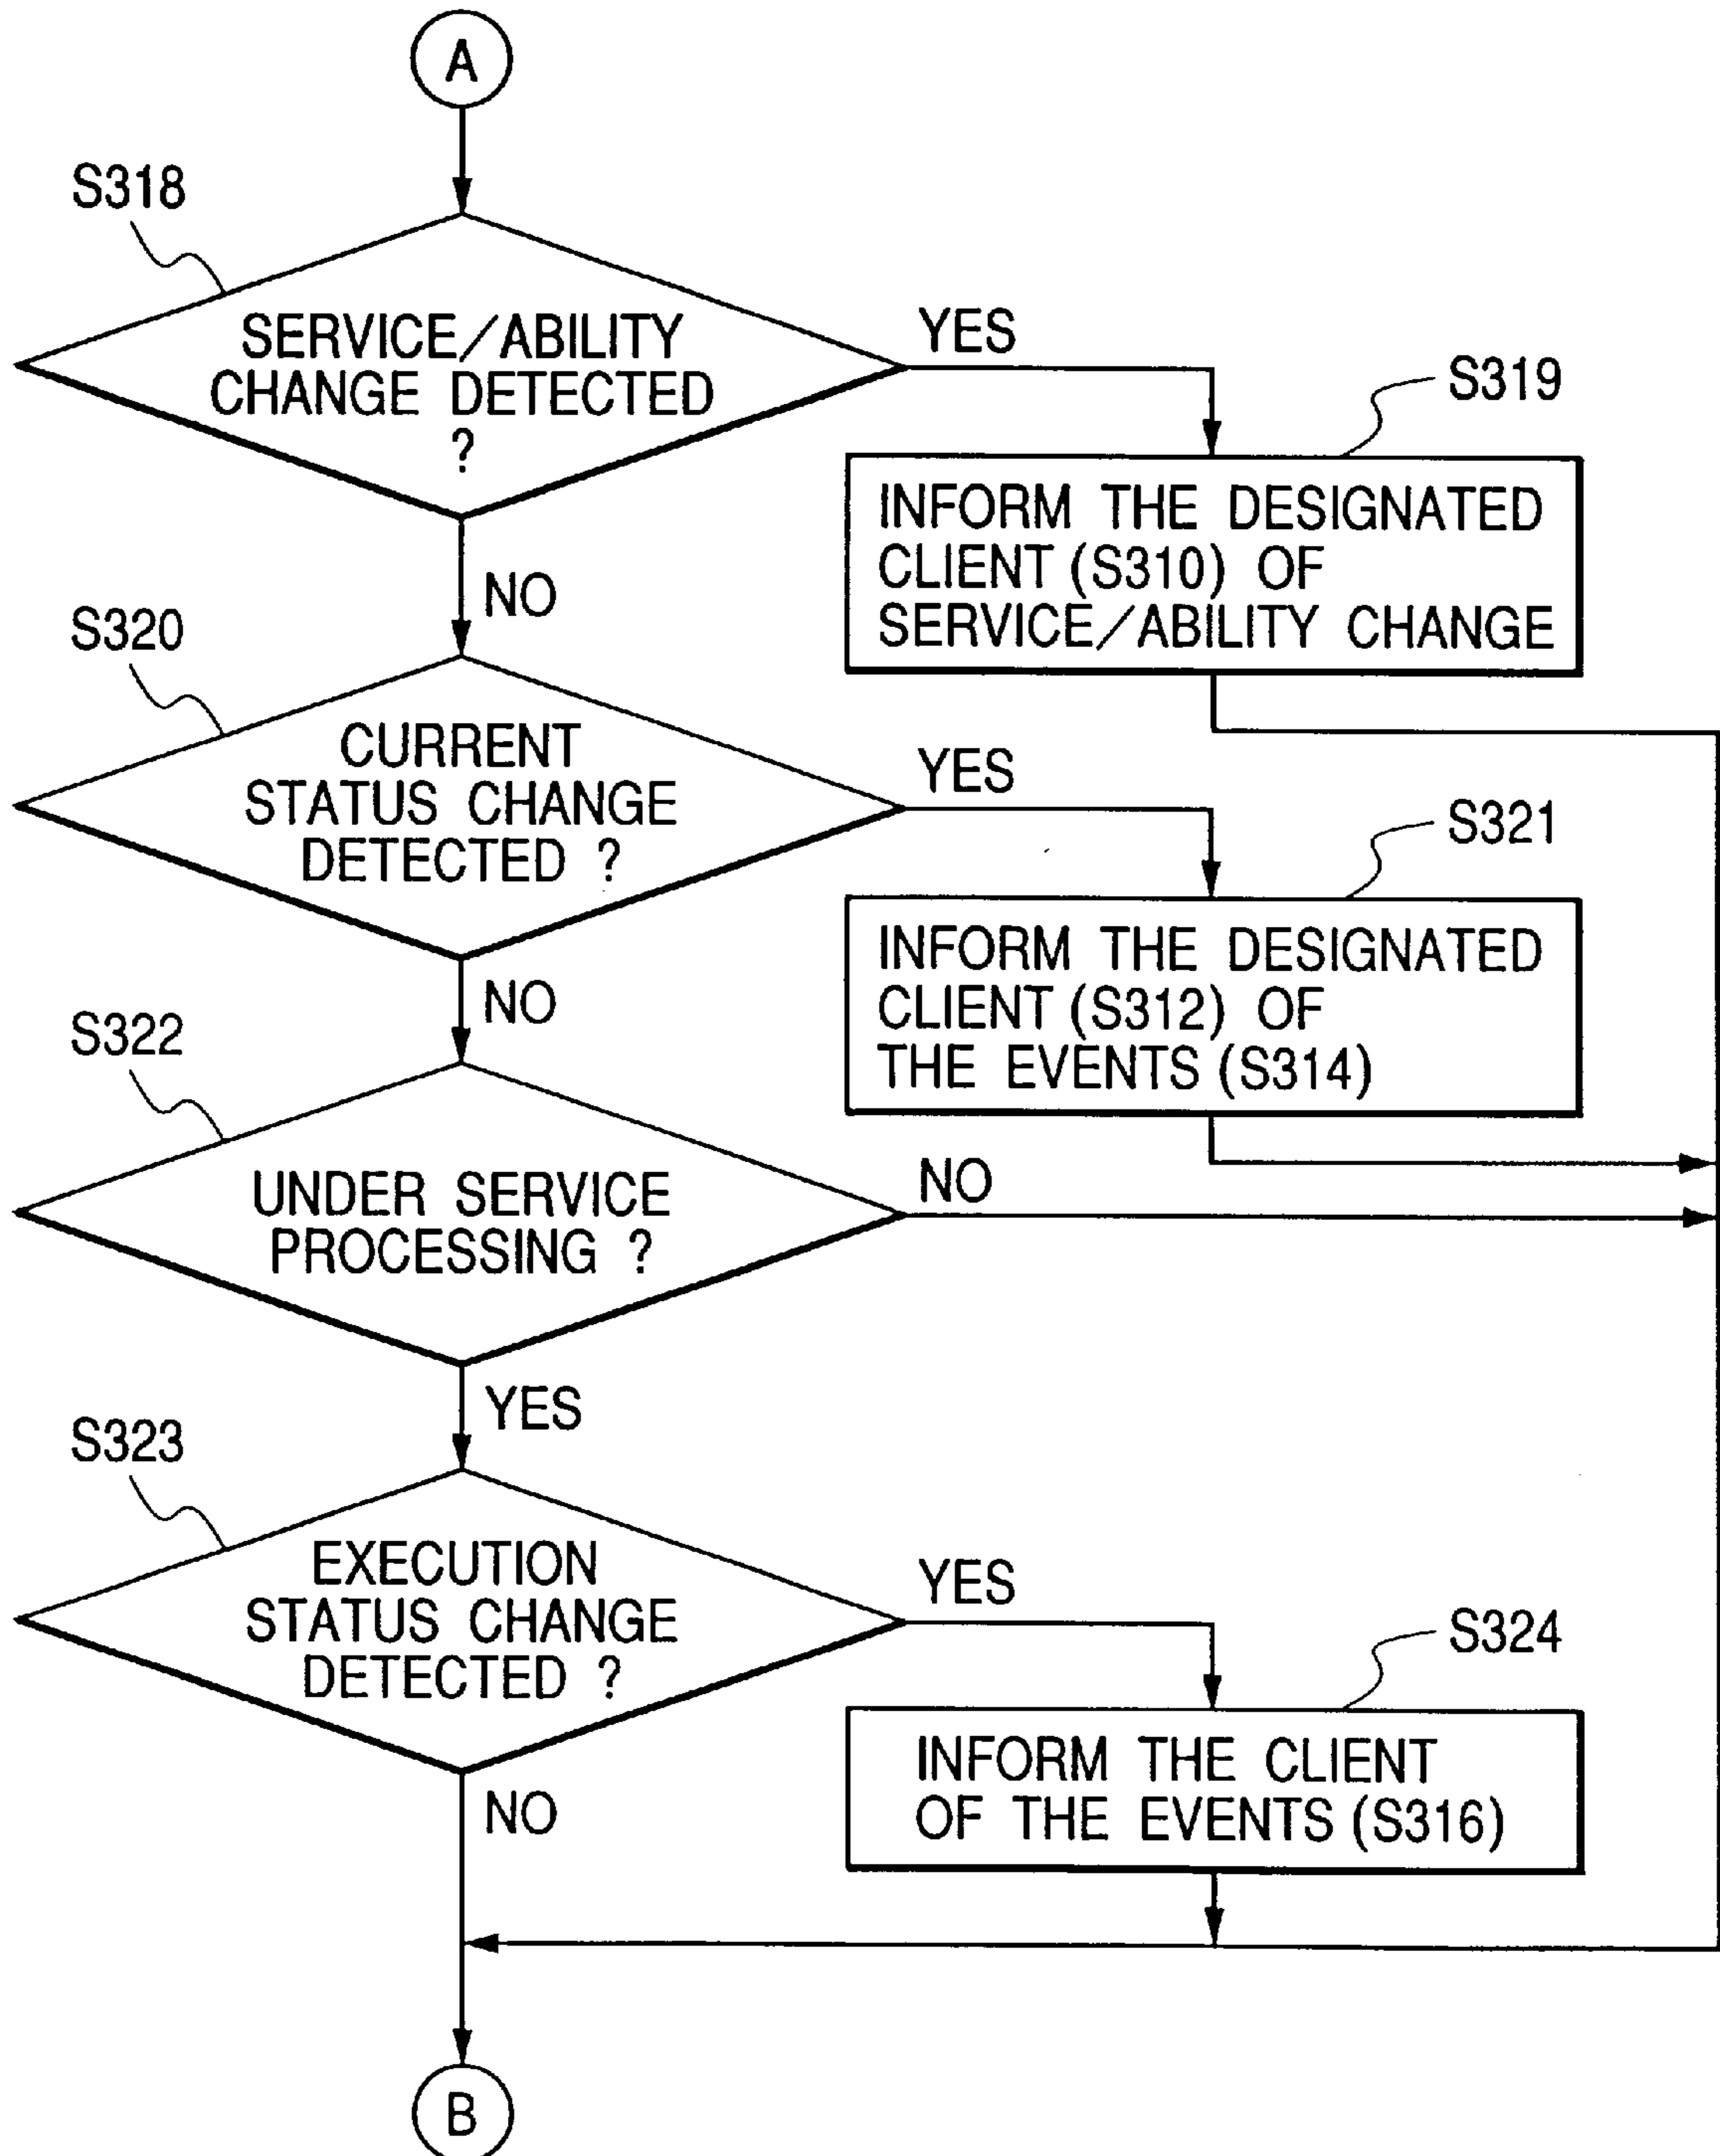 A
S318
SERVICE/ABILITY
CHANGE DETECTED
?
YES
S319
INFORM THE DESIGNATED
CLIENT (S310) OF
SERVICE/ABILITY CHANGE
NO
S320
CURRENT
STATUS CHANGE
DETECTED ?
YES
S321
INFORM THE DESIGNATED
CLIENT (S312) OF
THE EVENTS (S314)
NO
S322
UNDER SERVICE
PROCESSING ?
NO
YES
S323
EXECUTION
STATUS CHANGE
DETECTED ?
YES
S324
INFORM THE CLIENT
OF THE EVENTS (S316)
NO
B